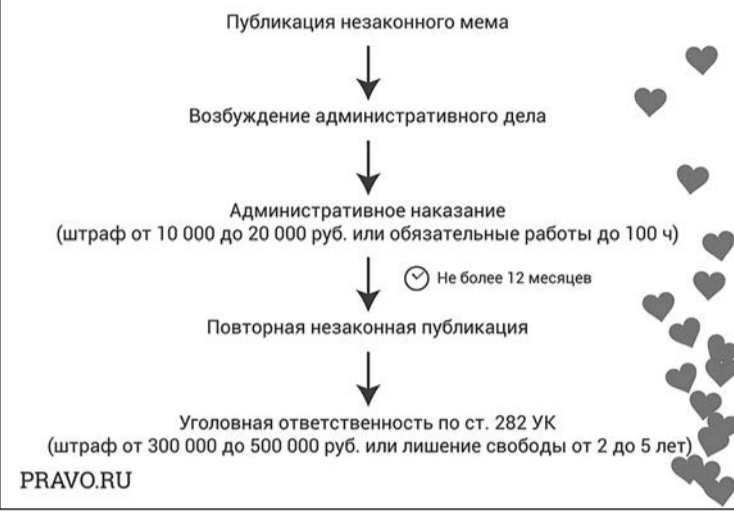 Публикация незаконного мема
Возбуждение административного дела
Административное наказание
(штраф от 10 000 до 20 000 руб. или обязательные работы до 100 ч)
Не более 12 месяцев
Повторная незаконная публикация
Уголовная ответственность по ст. 282 УК
(штраф от 300 000 до 500 000 руб. или лишение свободы от 2 до 5 лет)
PRAVO.RU